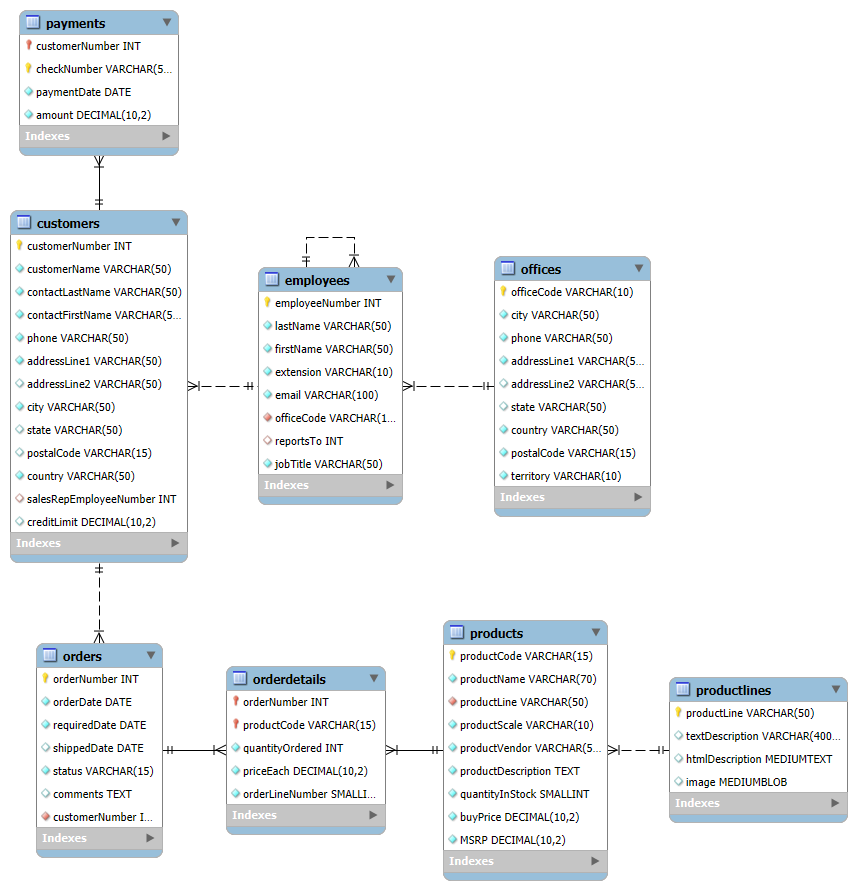 payments
customerNumber INT
checkNumber VARCHAR(5...
paymentDate DATE
amount DECIMAL(10,2)
Indexes
customers
customerNumber INT
customerName VARCHAR(50)
contactLastName VARCHAR(50)
contactFirstName VARCHAR(5...
phone VARCHAR(50)
addressLine1 VARCHAR(50)
addressLine2 VARCHAR(50)
city VARCHAR(50)
state VARCHAR(50)
postalCode VARCHAR(15)
country VARCHAR(50)
salesRepEmployeeNumber INT
creditLimit DECIMAL(10,2)
Indexes
employees
employeeNumber INT
lastName VARCHAR(50)
firstName VARCHAR(50)
extension VARCHAR(10)
email VARCHAR(100)
officeCode VARCHAR(1...
reportsTo INT
jobTitle VARCHAR(50)
Indexes
offices
officeCode VARCHAR(10)
city VARCHAR(50)
phone VARCHAR(50)
addressLine1 VARCHAR(5...
addressLine2 VARCHAR(5...
state VARCHAR(50)
country VARCHAR(50)
postalCode VARCHAR(15)
territory VARCHAR(10)
Indexes
orders
orderNumber INT
orderDate DATE
requiredDate DATE
shippedDate DATE
status VARCHAR(15)
comments TEXT
customerNumber I...
Indexes
orderdetails
orderNumber INT
productCode VARCHAR(15)
quantityOrdered INT
priceEach DECIMAL(10,2)
orderLineNumber SMALLI...
Indexes
products
productCode VARCHAR(15)
productName VARCHAR(70)
productLine VARCHAR(50)
productScale VARCHAR(10)
productVendor VARCHAR(5...
productDescription TEXT
quantityInStock SMALLINT
buyPrice DECIMAL(10,2)
MSRP DECIMAL(10,2)
Indexes
productlines
productLine VARCHAR(50)
textDescription VARCHAR(400...
htmlDescription MEDIUMTEXT
image MEDIUMBLOB
Indexes